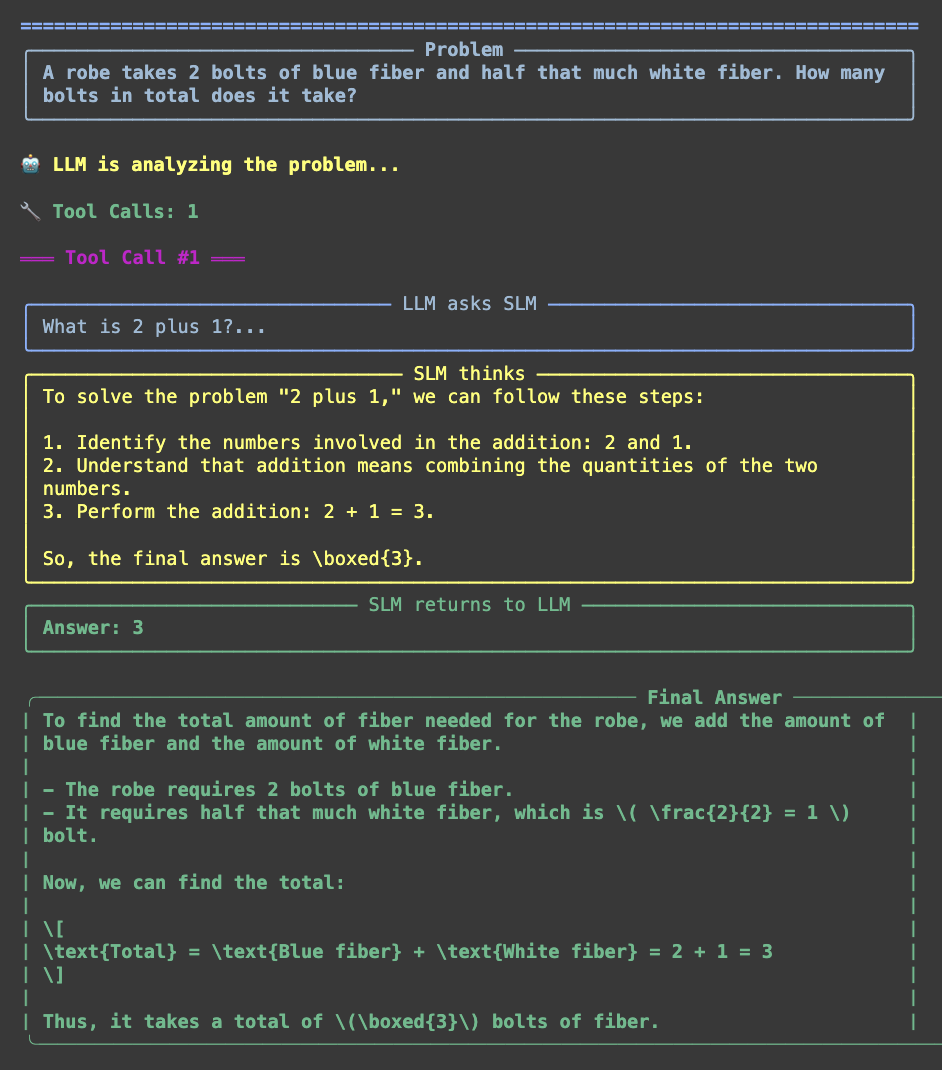 Problem
A robe takes 2 bolts of blue fiber and half that much white fiber. How many
bolts in total does it take?
LLM is analyzing the problem...
Tool Calls: 1
Tool Call #1
LLM asks SLM
What is 2 plus 1?...
SLM thinks
To solve the problem "2 plus 1," we can follow these steps:
1. Identify the numbers involved in the addition: 2 and 1.
2. Understand that addition means combining the quantities of the two
numbers.
3. Perform the addition: 2 + 1 = 3.
So, the final answer is \boxed{3}.
SLM returns to LLM
Answer: 3
Final Answer
To find the total amount of fiber needed for the robe, we add the amount of
blue fiber and the amount of white fiber.
- The robe requires 2 bolts of blue fiber.
- It requires half that much white fiber, which is \( \frac{2}{2} = 1 \)
bolt.
Now, we can find the total:
\[
\text{Total} = \text{Blue fiber} + \text{White fiber} = 2 + 1 = 3
\]
Thus, it takes a total of \(\boxed{3}\) bolts of fiber.